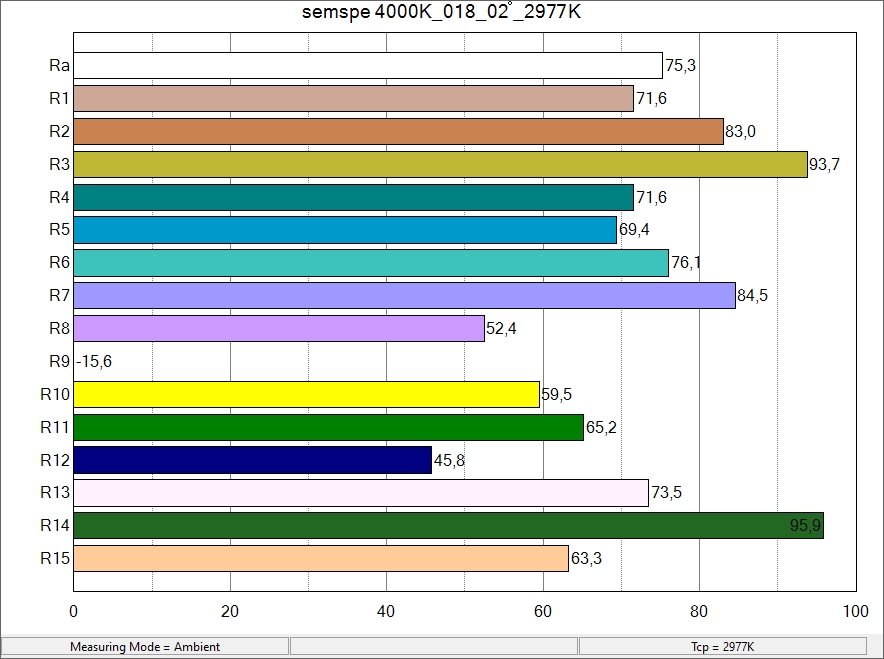 semspe 4000K_018_02°_2977K
Ra 75,3
R1 71,6
R2 83,0
R3 93,7
R4 71,6
R5 69,4
R6 76,1
R7 84,5
R8 52,4
R9 -15,6
R10 59,5
R11 65,2
R12 45,8
R13 73,5
R14 95,9
R15 63,3
0 20 40 60 80 100
Measuring Mode = Ambient Tcp = 2977K